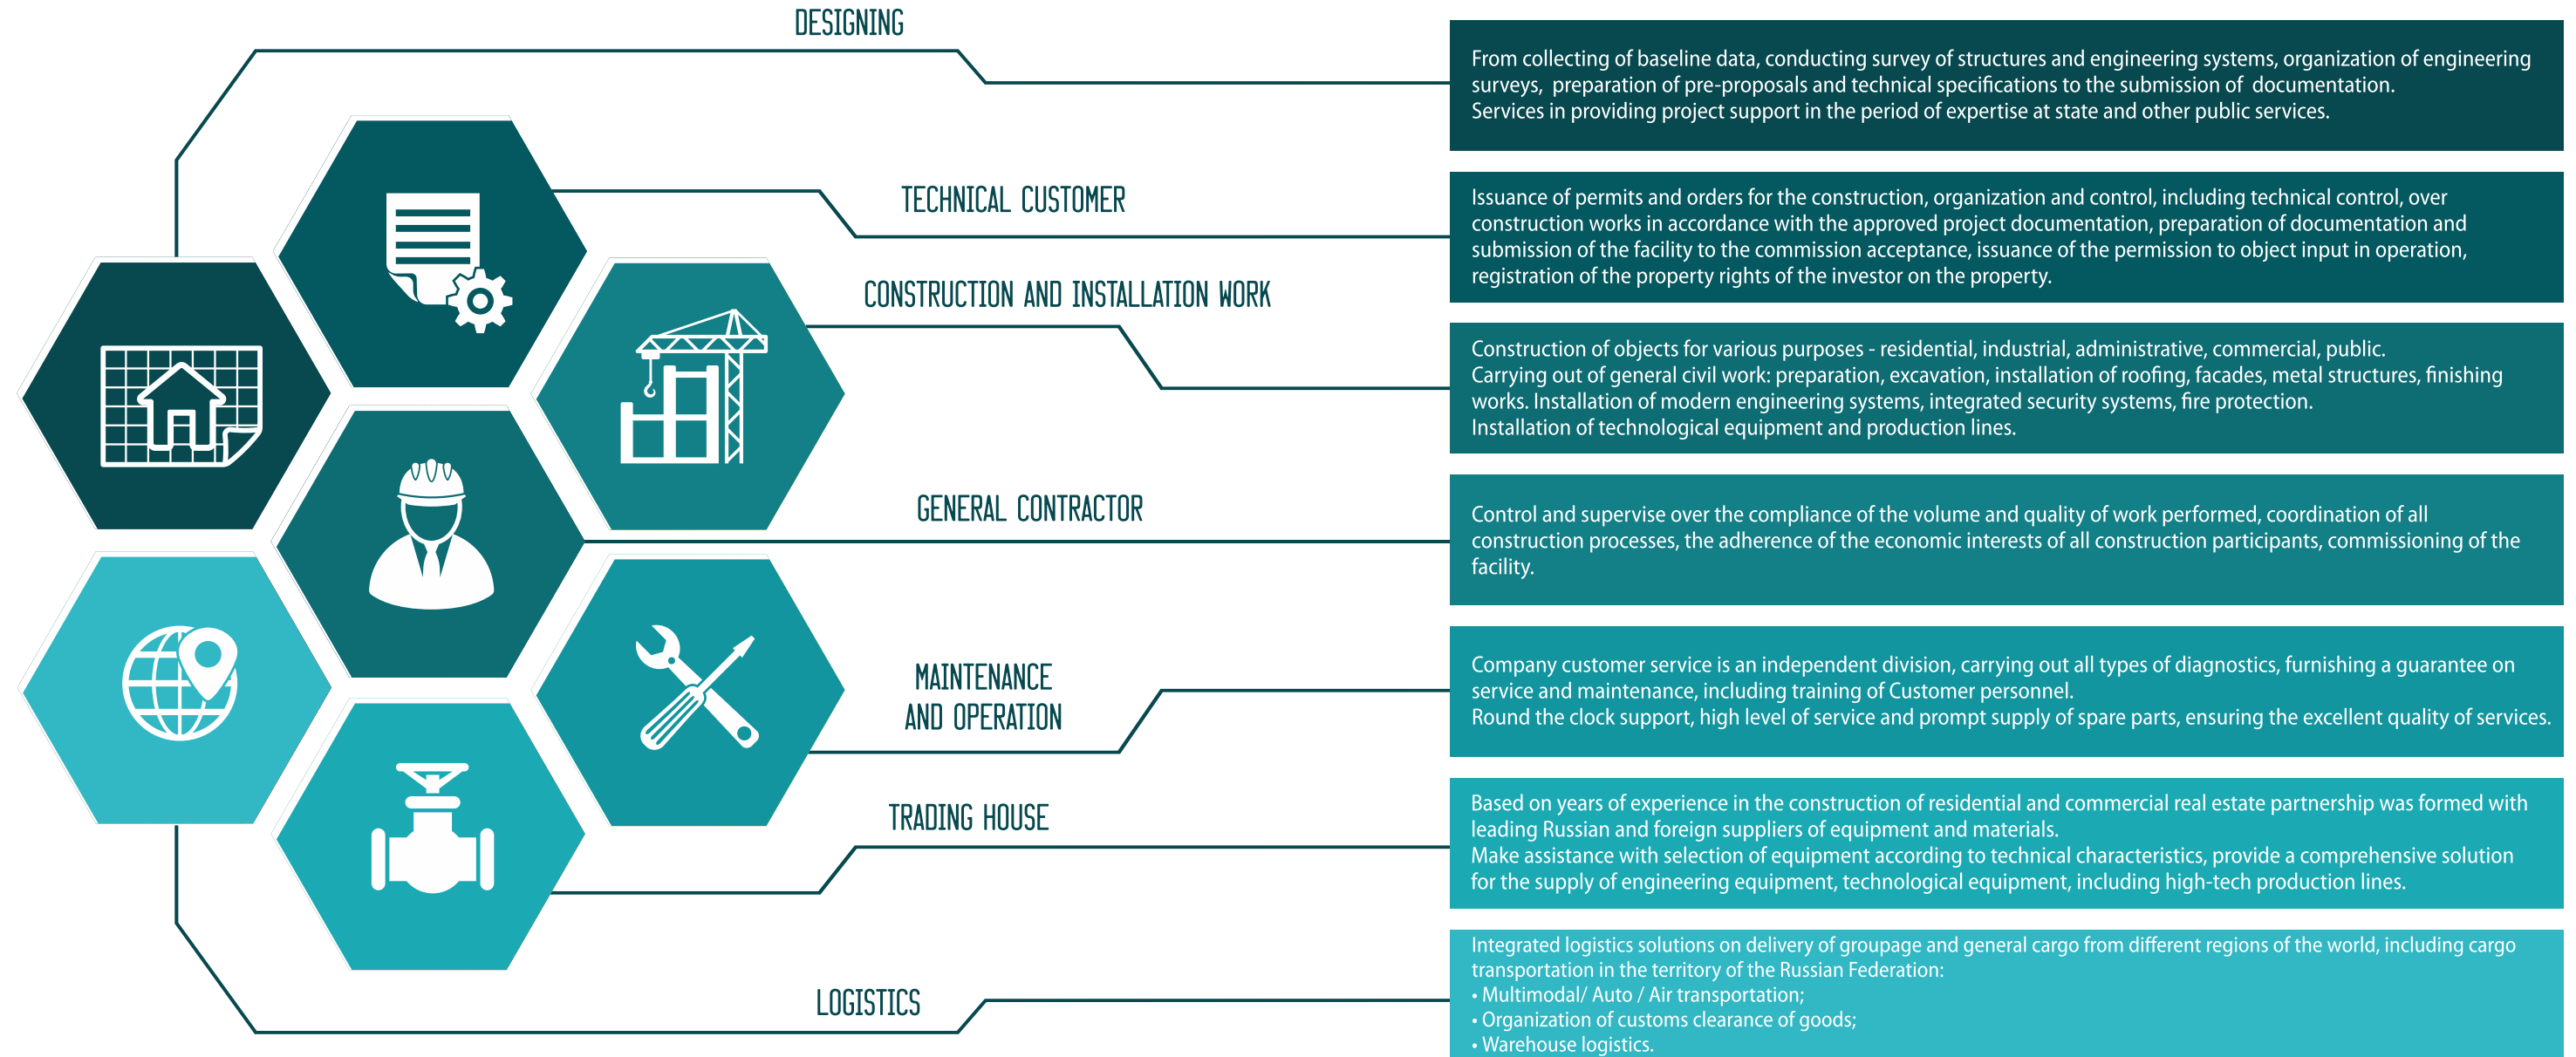 DESIGNING
From collecting of baseline data, conducting survey of structures and engineering systems, organization of engineering
surveys, preparation of pre-proposals and technical specifications to the submission of documentation.
Services in providing project support in the period of expertise at state and other public services.
TECHNICAL CUSTOMER
Issuance of permits and orders for the construction, organization and control, including technical control, over
construction works in accordance with the approved project documentation, preparation of documentation and
submission of the facility to the commission acceptance, issuance of the permission to object input in operation,
registration of the property rights of the investor on the property.
CONSTRUCTION AND INSTALLATION WORK
Construction of objects for various purposes - residential, industrial, administrative, commercial, public.
Carrying out of general civil work: preparation, excavation, installation of roofing, facades, metal structures, finishing
works. Installation of modern engineering systems, integrated security systems, fire protection.
Installation of technological equipment and production lines.
GENERAL CONTRACTOR
Control and supervise over the compliance of the volume and quality of work performed, coordination of all
construction processes, the adherence of the economic interests of all construction participants, commissioning of the
facility.
MAINTENANCE
AND OPERATION
Company customer service is an independent division, carrying out all types of diagnostics, furnishing a guarantee on
service and maintenance, including training of Customer personnel.
Round the clock support, high level of service and prompt supply of spare parts, ensuring the excellent quality of services.
TRADING HOUSE
Based on years of experience in the construction of residential and commercial real estate partnership was formed with
leading Russian and foreign suppliers of equipment and materials.
Make assistance with selection of equipment according to technical characteristics, provide a comprehensive solution
for the supply of engineering equipment, technological equipment, including high-tech production lines.
LOGISTICS
Integrated logistics solutions on delivery of groupage and general cargo from different regions of the world, including cargo
transportation in the territory of the Russian Federation:
• Multimodal/ Auto / Air transportation;
• Organization of customs clearance of goods;
• Warehouse logistics.